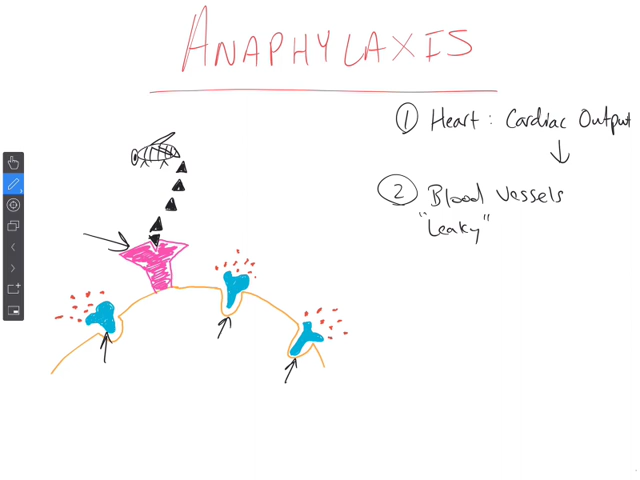 ANAPHYLAXIS
① Heart : Cardiac Output
↓
② Blood Vessels
"Leaky"